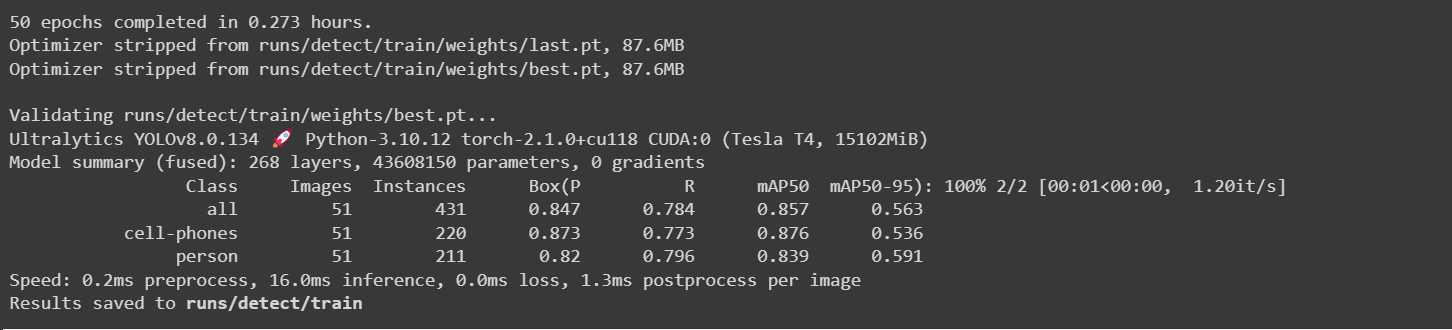 50 epochs completed in 0.273 hours.
Optimizer stripped from runs/detect/train/weights/last.pt, 87.6MB
Optimizer stripped from runs/detect/train/weights/best.pt, 87.6MB
Validating runs/detect/train/weights/best.pt...
Ultralytics YOLOv8.0.134 🚀 Python-3.10.12 torch-2.1.0+cu118 CUDA:0 (Tesla T4, 15102MiB)
Model summary (fused): 268 layers, 43608150 parameters, 0 gradients
Class Images Instances Box(P R mAP50 mAP50-95): 100% 2/2 [00:01<00:00, 1.20it/s]
all 51 431 0.847 0.784 0.857 0.563
cell-phones 51 220 0.873 0.773 0.876 0.536
person 51 211 0.82 0.796 0.839 0.591
Speed: 0.2ms preprocess, 16.0ms inference, 0.0ms loss, 1.3ms postprocess per image
Results saved to runs/detect/train